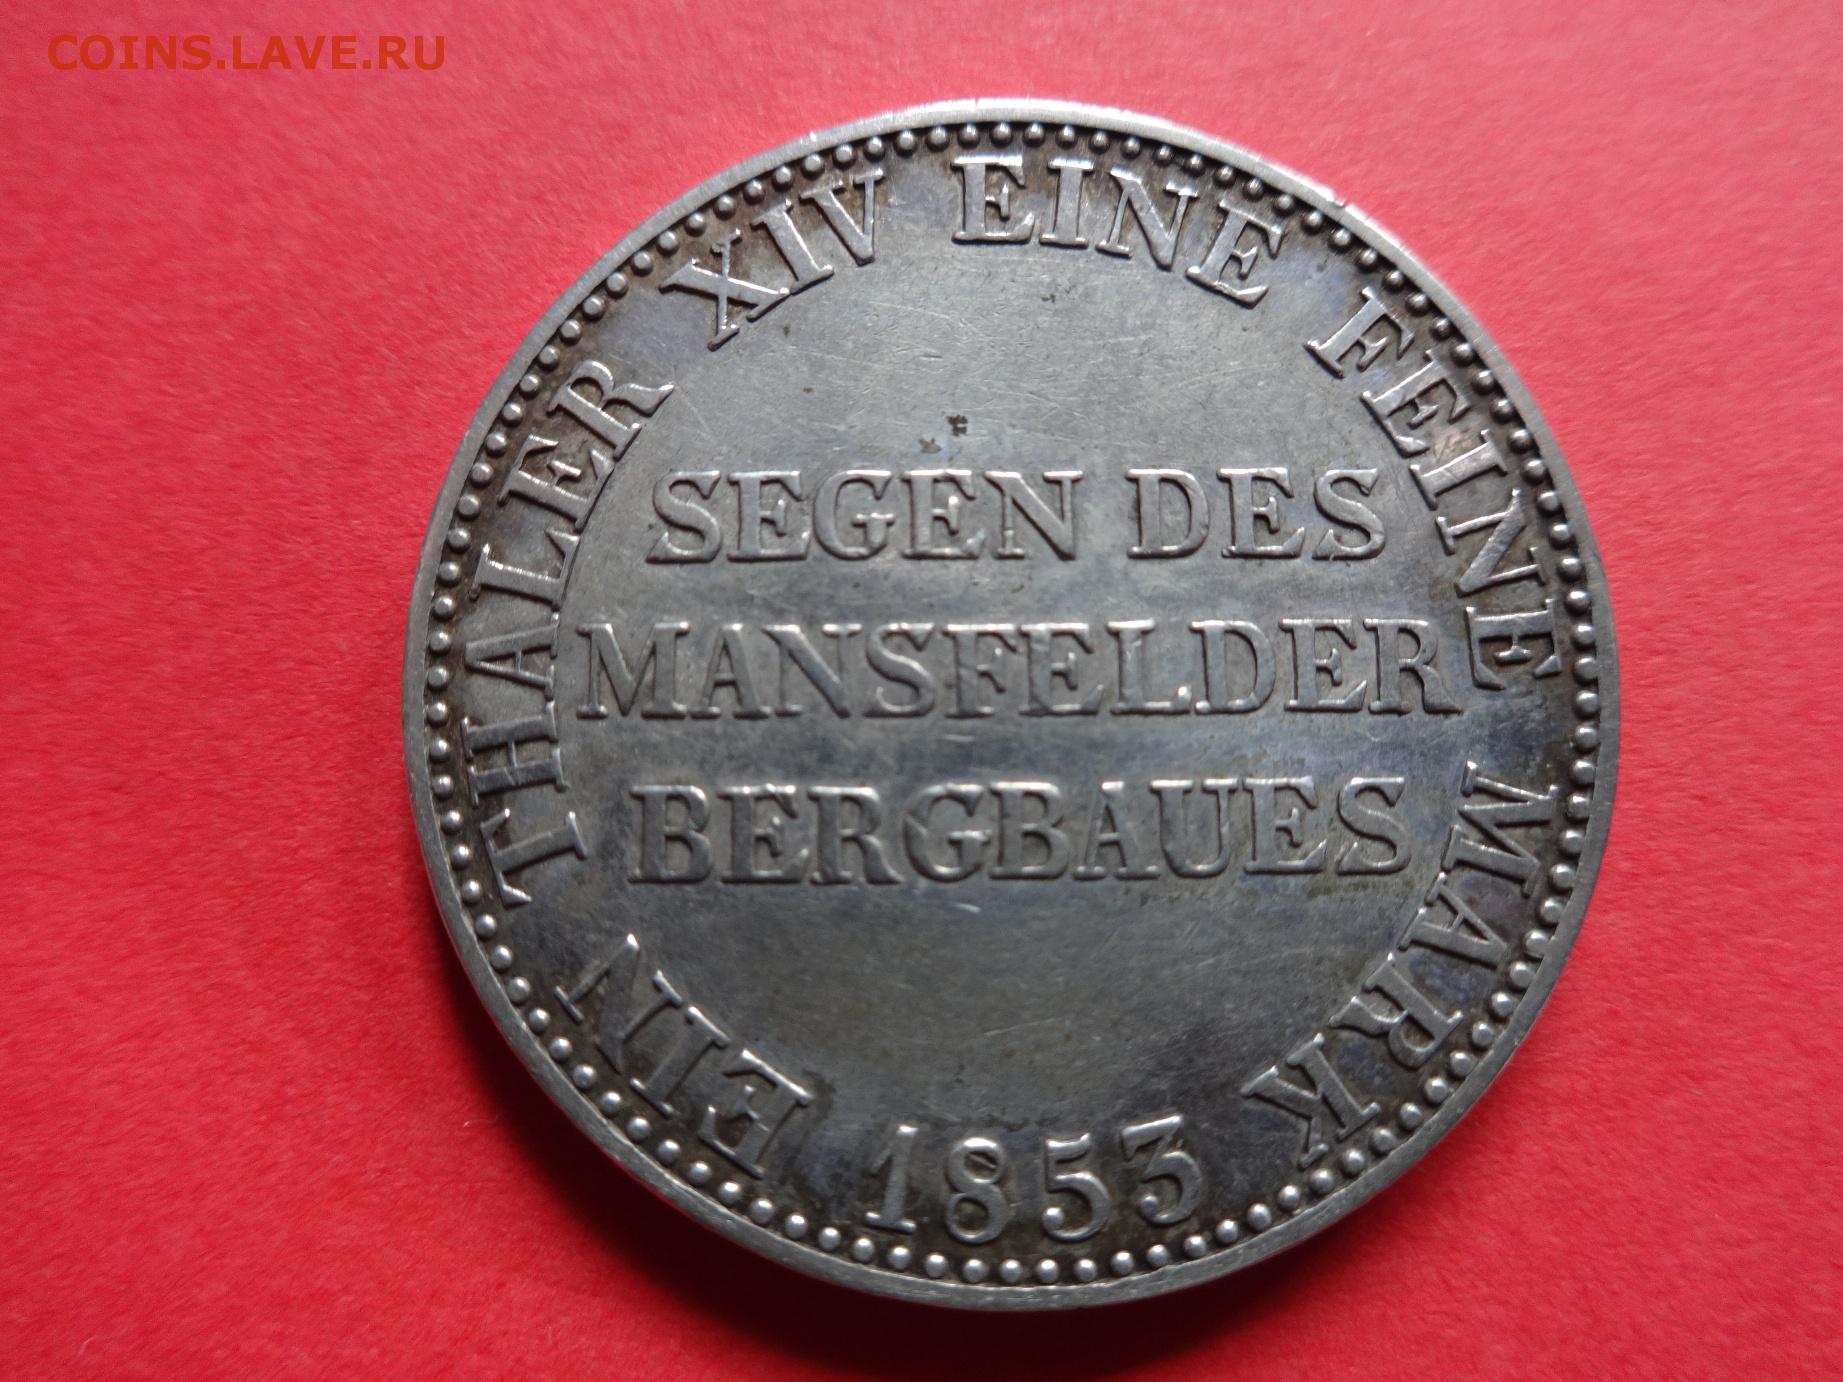 COINS.LAVE.RU
EIN THALER XIV EINE FEINE MARK
SEGEN DES
MANSFELDER
BERGBAUES
1853